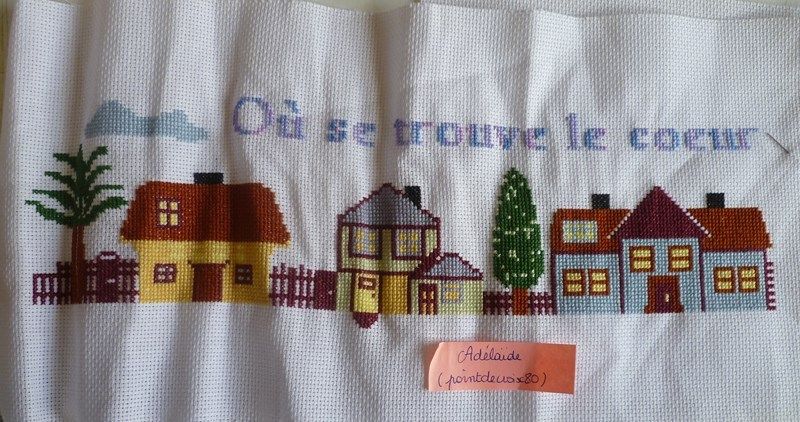 Où se trouve le coeur
Adélaïde
(pointdecroix80)